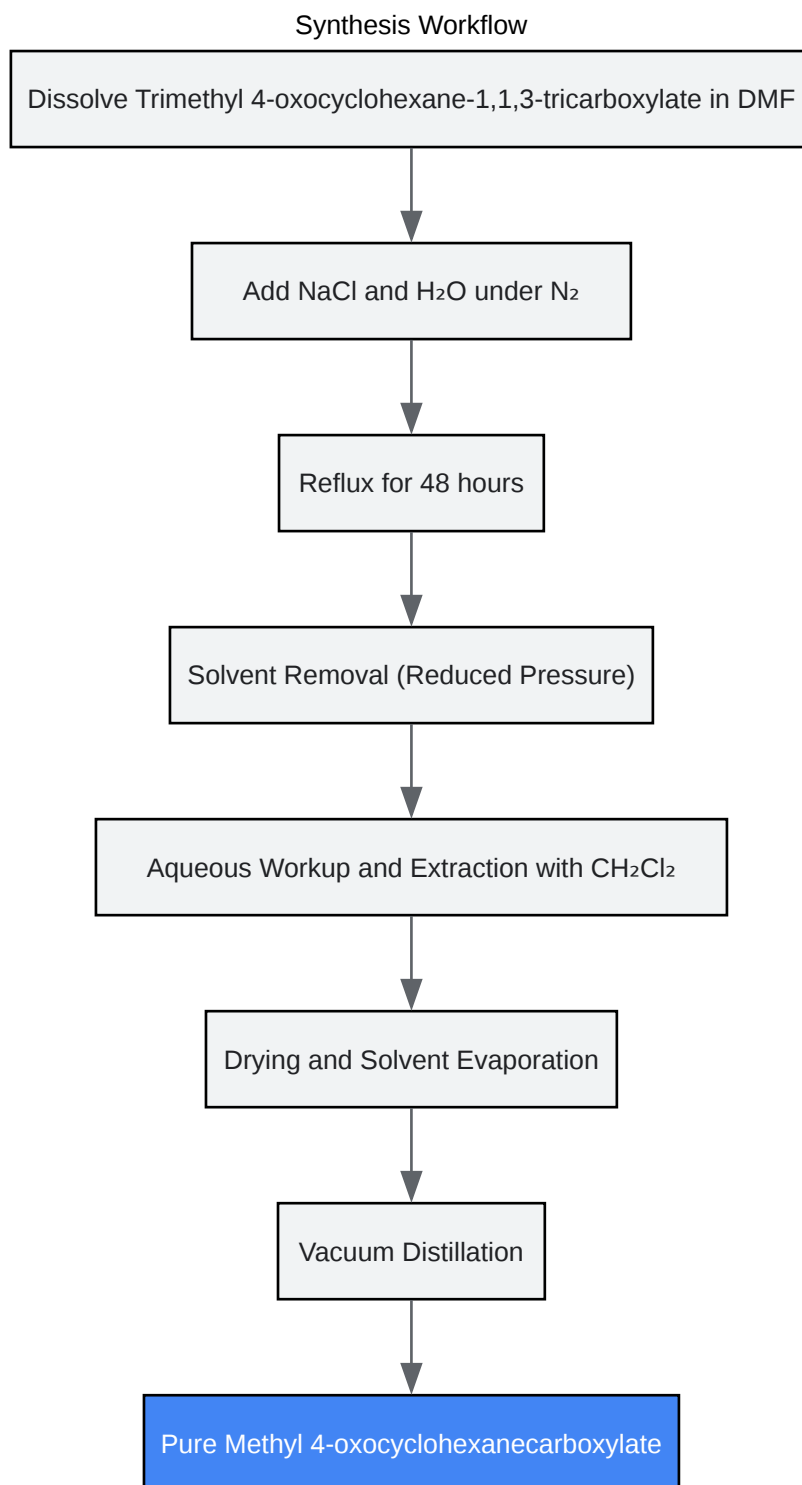 Synthesis Workflow
Dissolve Trimethyl 4-oxocyclohexane-1,1,3-tricarboxylate in DMF
Add NaCl and H₂O under N₂
Reflux for 48 hours
Solvent Removal (Reduced Pressure)
Aqueous Workup and Extraction with CH₂Cl₂
Drying and Solvent Evaporation
Vacuum Distillation
Pure Methyl 4-oxocyclohexanecarboxylate